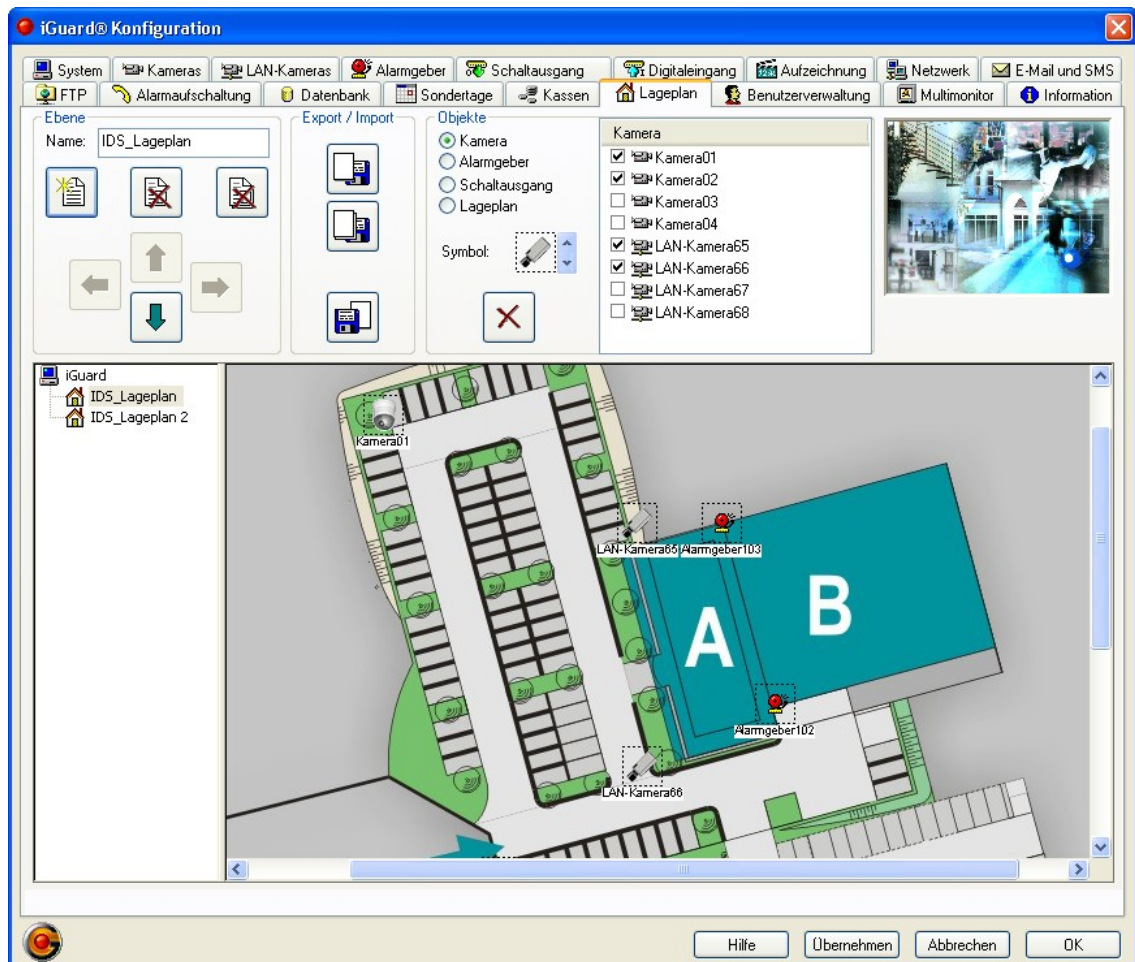 iGuard® Konfiguration
System Kameras LAN-Kameras Alarmgeber Schaltausgang Digitaleingang Aufzeichnung Netzwerk E-Mail und SMS
FTP Alarmaufschaltung Datenbank Sondertage Kassen Lageplan Benutzerverwaltung Multimonitor Information
Ebene
Name: IDS_Lageplan
Export / Import
Objekte
Kamera
Alarmgeber
Schaltausgang
Lageplan
Symbol:
Kamera
Kamera01
Kamera02
Kamera03
Kamera04
LAN-Kamera65
LAN-Kamera66
LAN-Kamera67
LAN-Kamera68
iGuard
IDS_Lageplan
IDS_Lageplan 2
Kamera01
LAN-Kamera65 Alarmgeber103
A B
Alarmgeber102
LAN-Kamera66
Hilfe Übernehmen Abbrechen OK